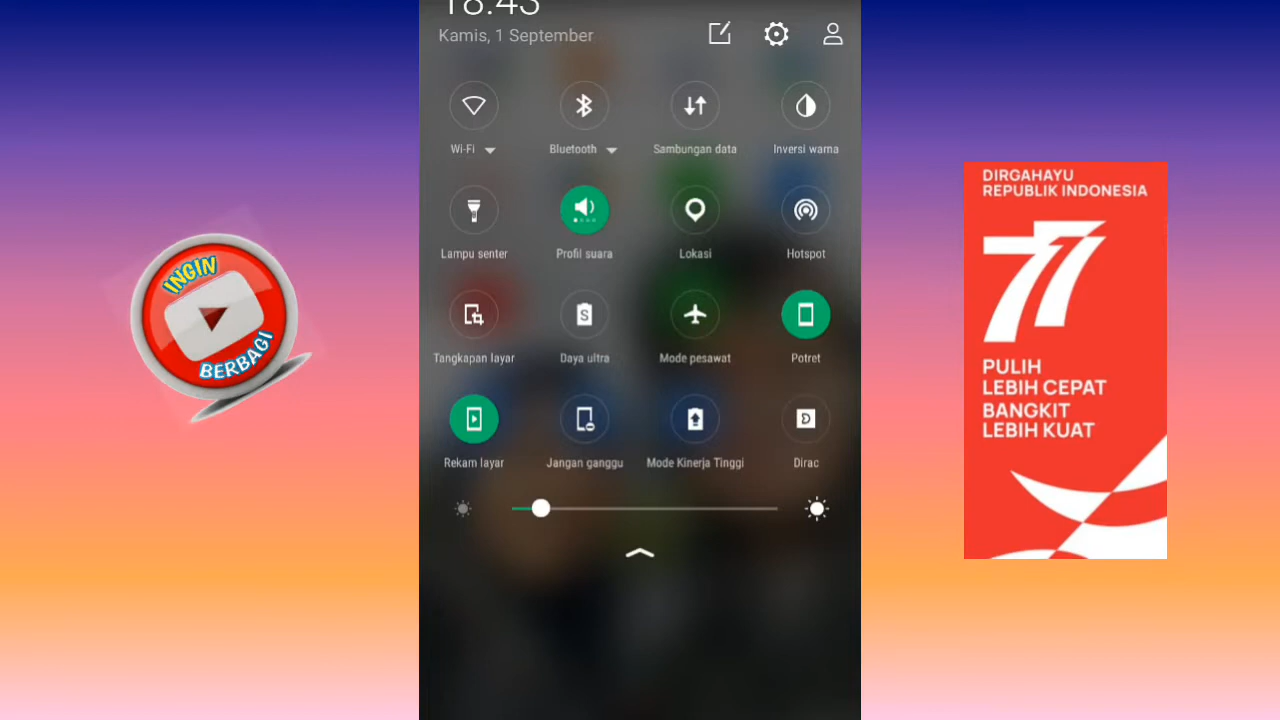 18:43
Kamis, 1 September
Wi-Fi
Bluetooth
Sambungan data
Inversi warna
Lampu senter
Profil suara
Lokasi
Hotspot
Tangkapan layar
S
Daya ultra
Mode pesawat
Potret
Rekam layar
Jangan ganggu
Mode Kinerja Tinggi
D
Dirac
INGIN
BERBAGI
DIRGAHAYU
REPUBLIK INDONESIA
77
PULIH
LEBIH CEPAT
BANGKIT
LEBIH KUAT